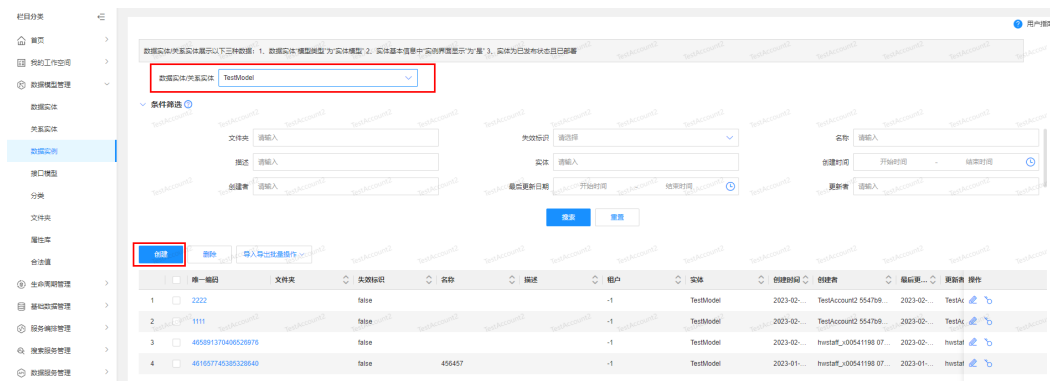 栏目分类
用户指南
首页
我的工作空间
数据模型管理
数据实体
关系实体
数据实例
接口模型
分类
文件夹
属性库
合法值
生命周期管理
基础数据管理
服务编排管理
搜索服务管理
数据服务管理
数据实体/关系实体展示以下三种数据：1、数据实体“模型类型”为“实体模型” 2、实体基本信息中“实例界面显示”为“是” 3、实体为已发布状态且已部署
数据实体/关系实体 TestModel
条件筛选
文件夹 请输入 失效标识 请选择 名称 请输入
描述 请输入 实体 请输入 创建时间 开始时间 - 结束时间
创建者 请输入 最后更新日期 开始时间 - 结束时间 更新者 请输入
搜索 重置
创建 删除 导入导出批量操作
唯一编码 文件夹 失效标识 名称 描述 租户 实体 创建时间 创建者 最后更... 更新者 操作
1 2222 false -1 TestModel 2023-02-... TestAccount2 5547b9... 2023-02-... TestAc
2 1111 false -1 TestModel 2023-02-... TestAccount2 5547b9... 2023-02-... TestAc
3 465891370406526976 false -1 TestModel 2023-02-... hwstaff_x00541198 07... 2023-02-... hwstaf
4 461657745385328640 false 456457 -1 TestModel 2023-01-... hwstaff_x00541198 07... 2023-01-... hwstaf
TestAccount2